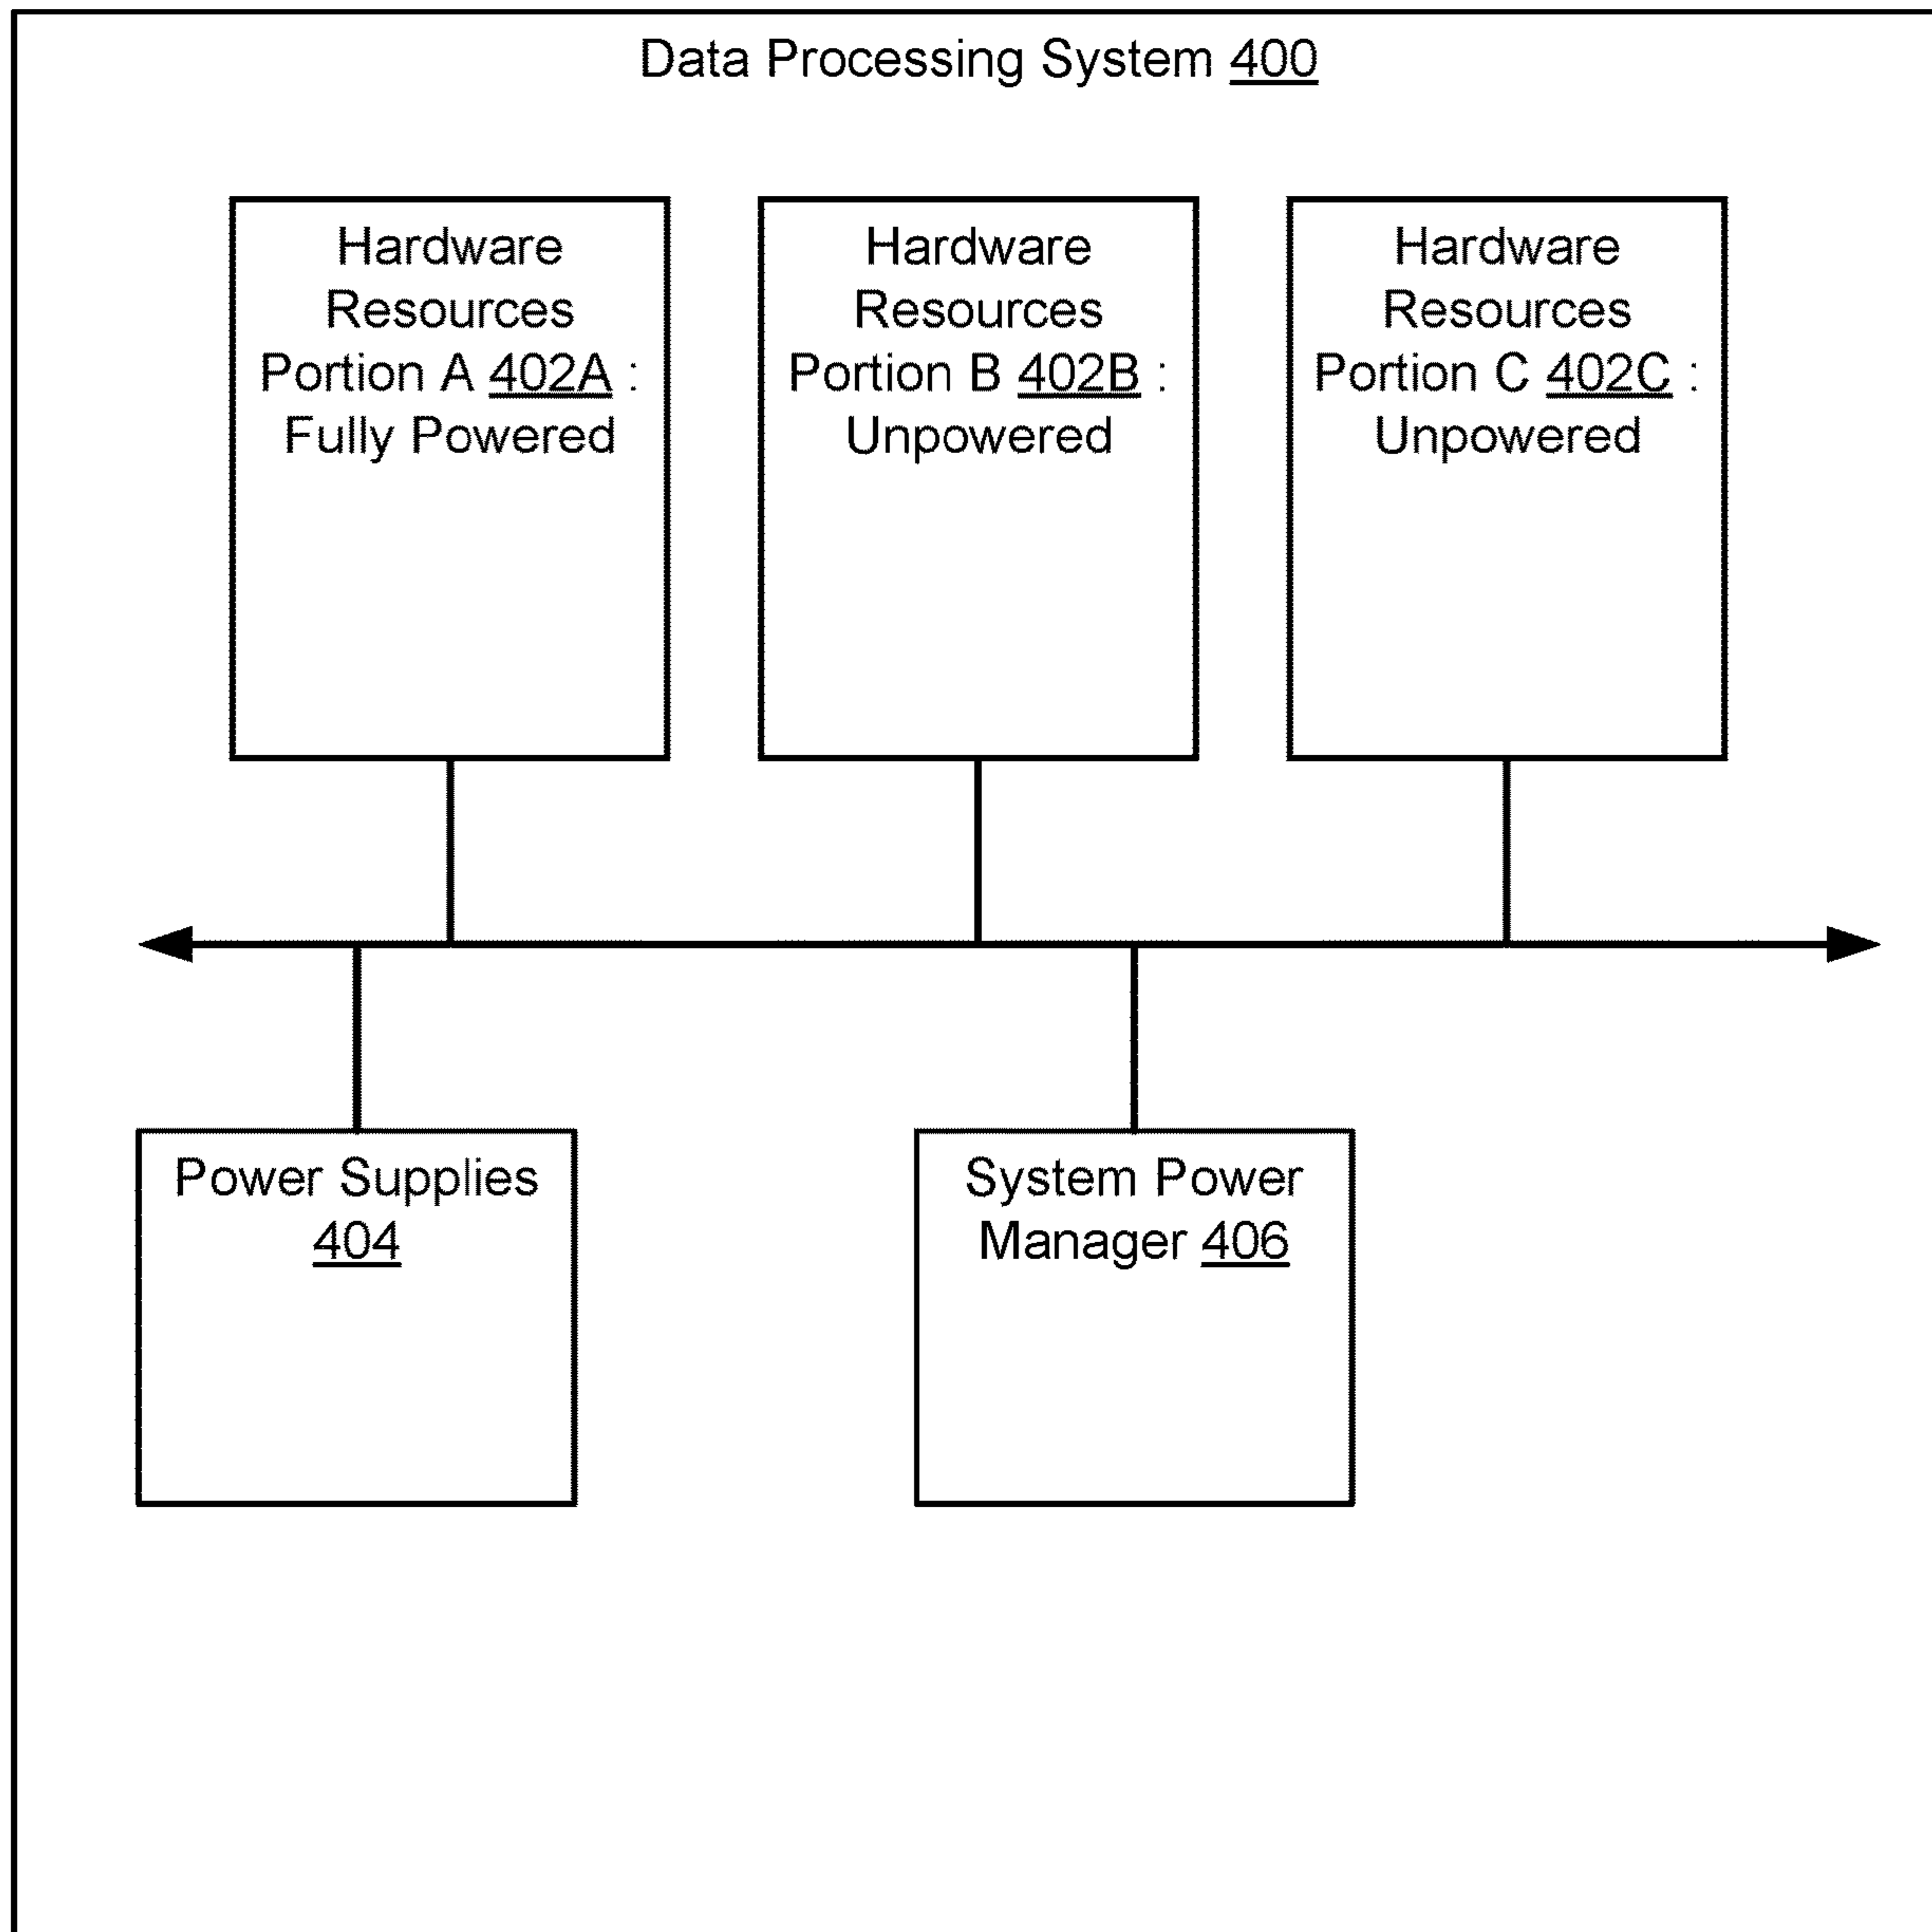 Data Processing System 400
Hardware
Resources
Portion A 402A :
Fully Powered
Hardware
Resources
Portion B 402B :
Unpowered
Hardware
Resources
Portion C 402C :
Unpowered
Power Supplies
404
System Power
Manager 406